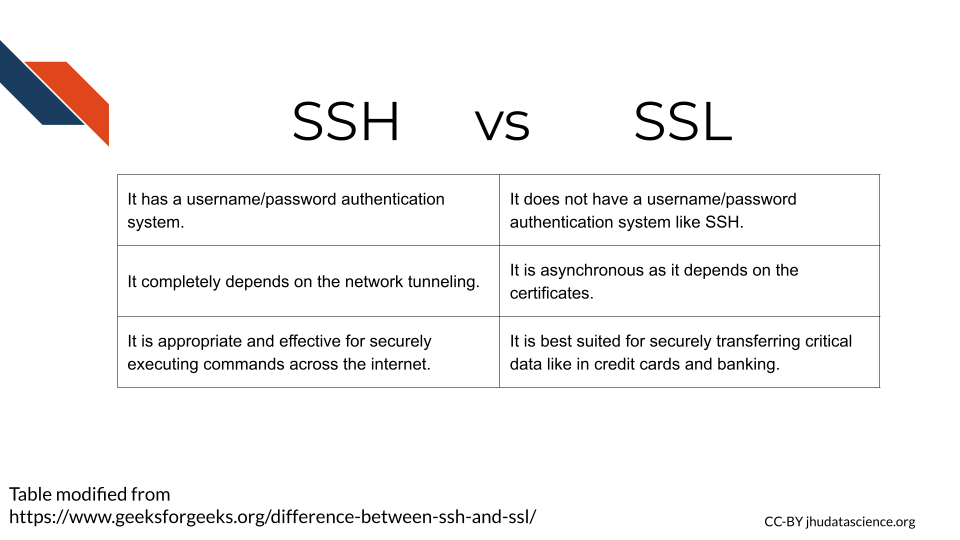 SSH vs SSL
It has a username/password authentication
system.
It does not have a username/password
authentication system like SSH.
It completely depends on the network tunneling.
It is asynchronous as it depends on the
certificates.
It is appropriate and effective for securely
executing commands across the internet.
It is best suited for securely transferring critical
data like in credit cards and banking.
Table modified from
https://www.geeksforgeeks.org/difference-between-ssh-and-ssl/
CC-BY jhudatascience.org